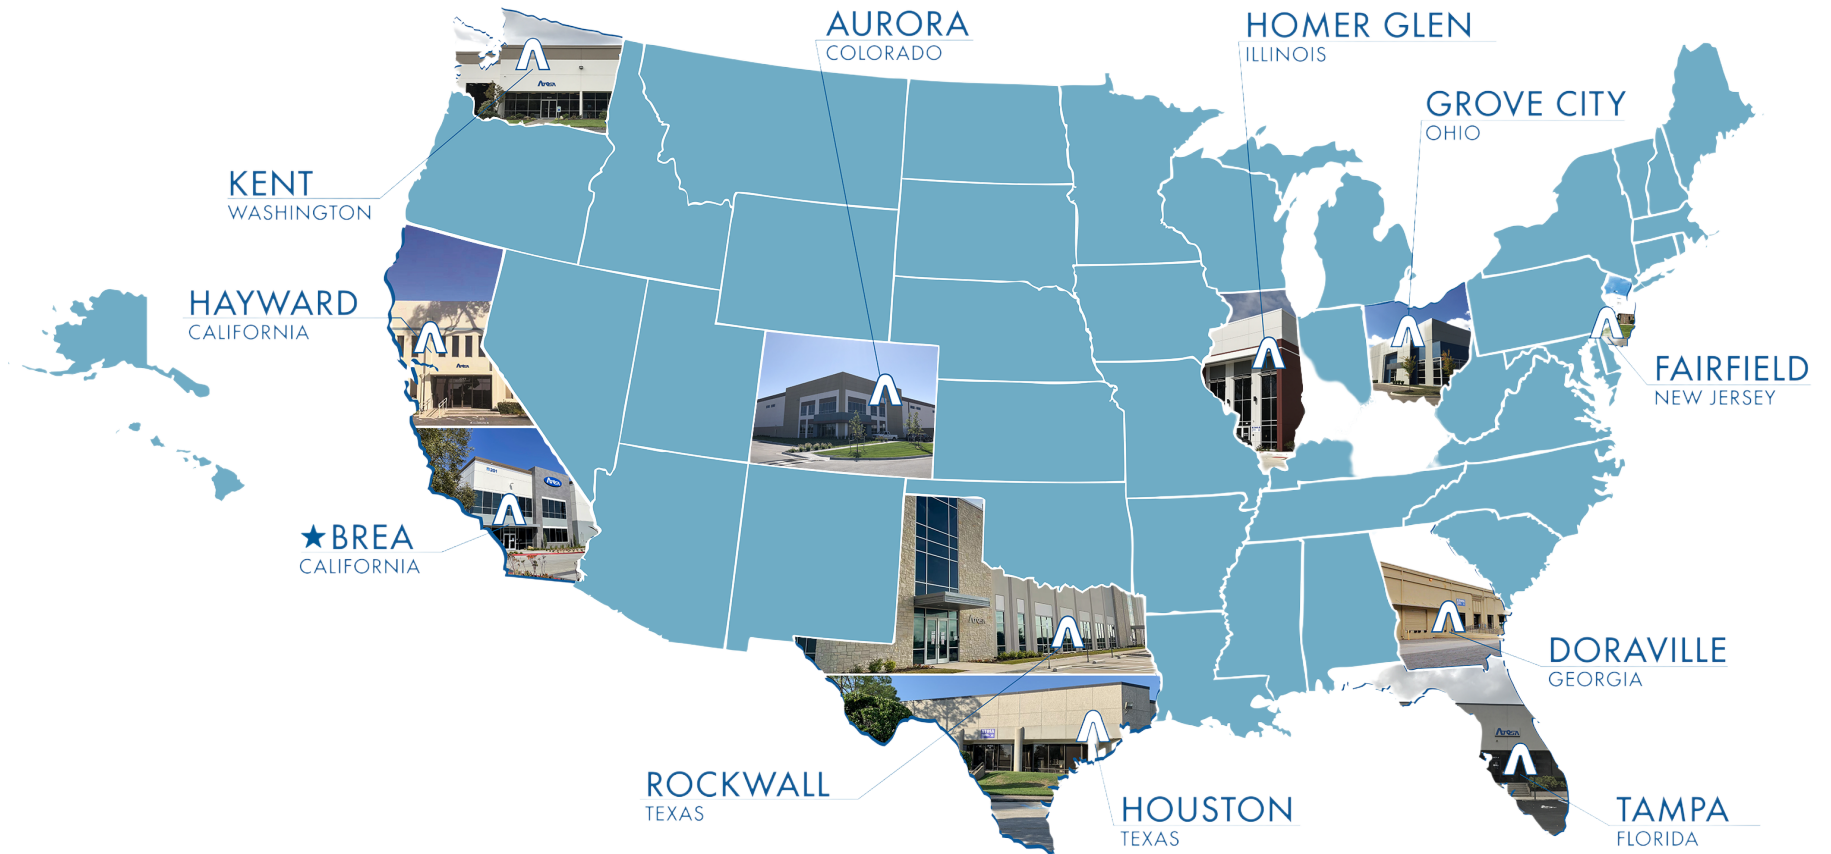 AURORA
COLORADO
HOMER GLEN
ILLINOIS
GROVE CITY
OHIO
KENT
WASHINGTON
HAYWARD
CALIFORNIA
FAIRFIELD
NEW JERSEY
★BREA
CALIFORNIA
DORAVILLE
GEORGIA
ROCKWALL
TEXAS
HOUSTON
TEXAS
TAMPA
FLORIDA